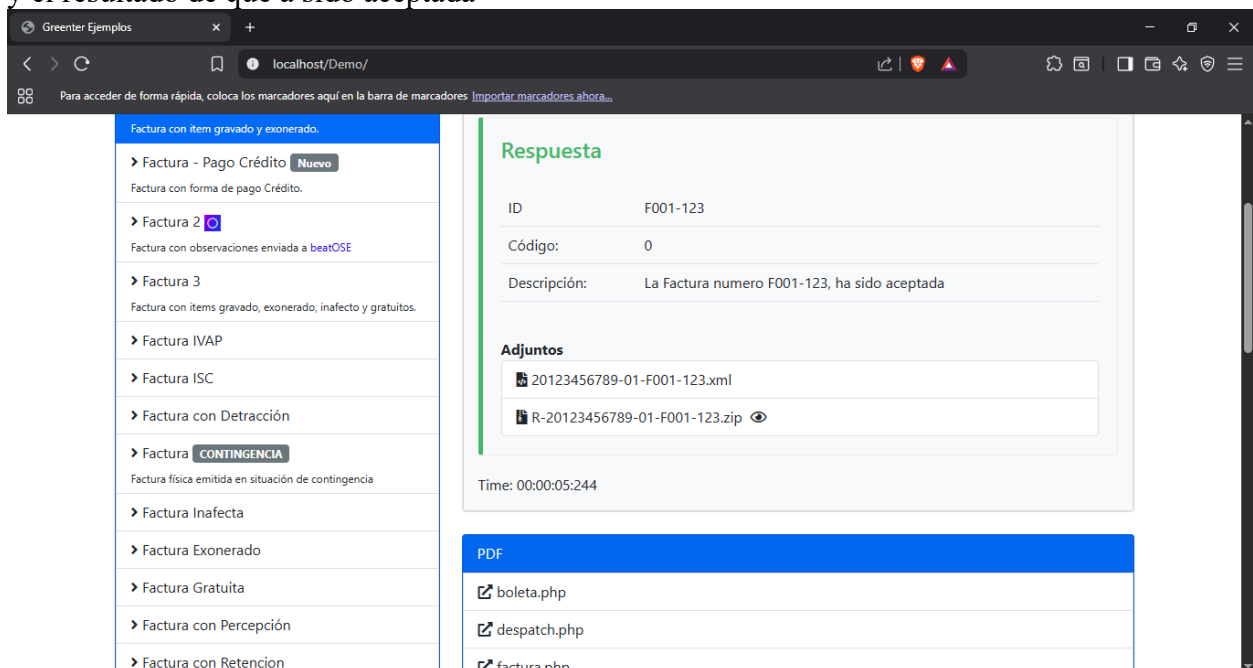 y el resultado de que a sido aceptada
Greenter Ejemplos
localhost/Demo/
Para acceder de forma rápida, coloca los marcadores aquí en la barra de marcadores Importar marcadores ahora...
Factura con item gravado y exonerado.
Factura - Pago Crédito Nuevo
Factura con forma de pago Crédito.
Factura 2
Factura con observaciones enviada a beatOSE
Factura 3
Factura con items gravado, exonerado, inafecto y gratuitos.
Factura IVAP
Factura ISC
Factura con Detracción
Factura CONTINGENCIA
Factura física emitida en situación de contingencia
Factura Inafecta
Factura Exonerado
Factura Gratuita
Factura con Percepción
Factura con Retencion
Respuesta
ID F001-123
Código: 0
Descripción: La Factura numero F001-123, ha sido aceptada
Adjuntos
20123456789-01-F001-123.xml
R-20123456789-01-F001-123.zip
Time: 00:00:05:244
PDF
boleta.php
despatch.php
factura.php